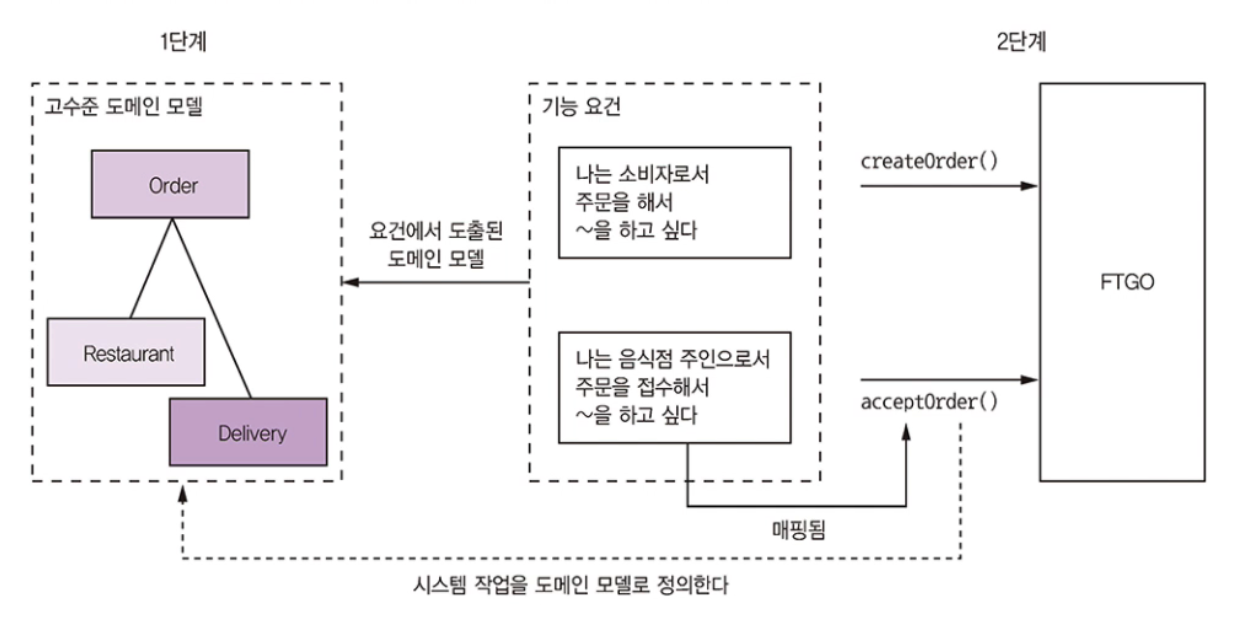 1단계
2단계
고수준 도메인 모델
Order
Restaurant
Delivery
요건에서 도출된
도메인 모델
기능 요건
나는 소비자로서
주문을 해서
~을 하고 싶다
나는 음식점 주인으로서
주문을 접수해서
~을 하고 싶다
createOrder()
acceptOrder()
FTGO
매핑됨
시스템 작업을 도메인 모델로 정의한다